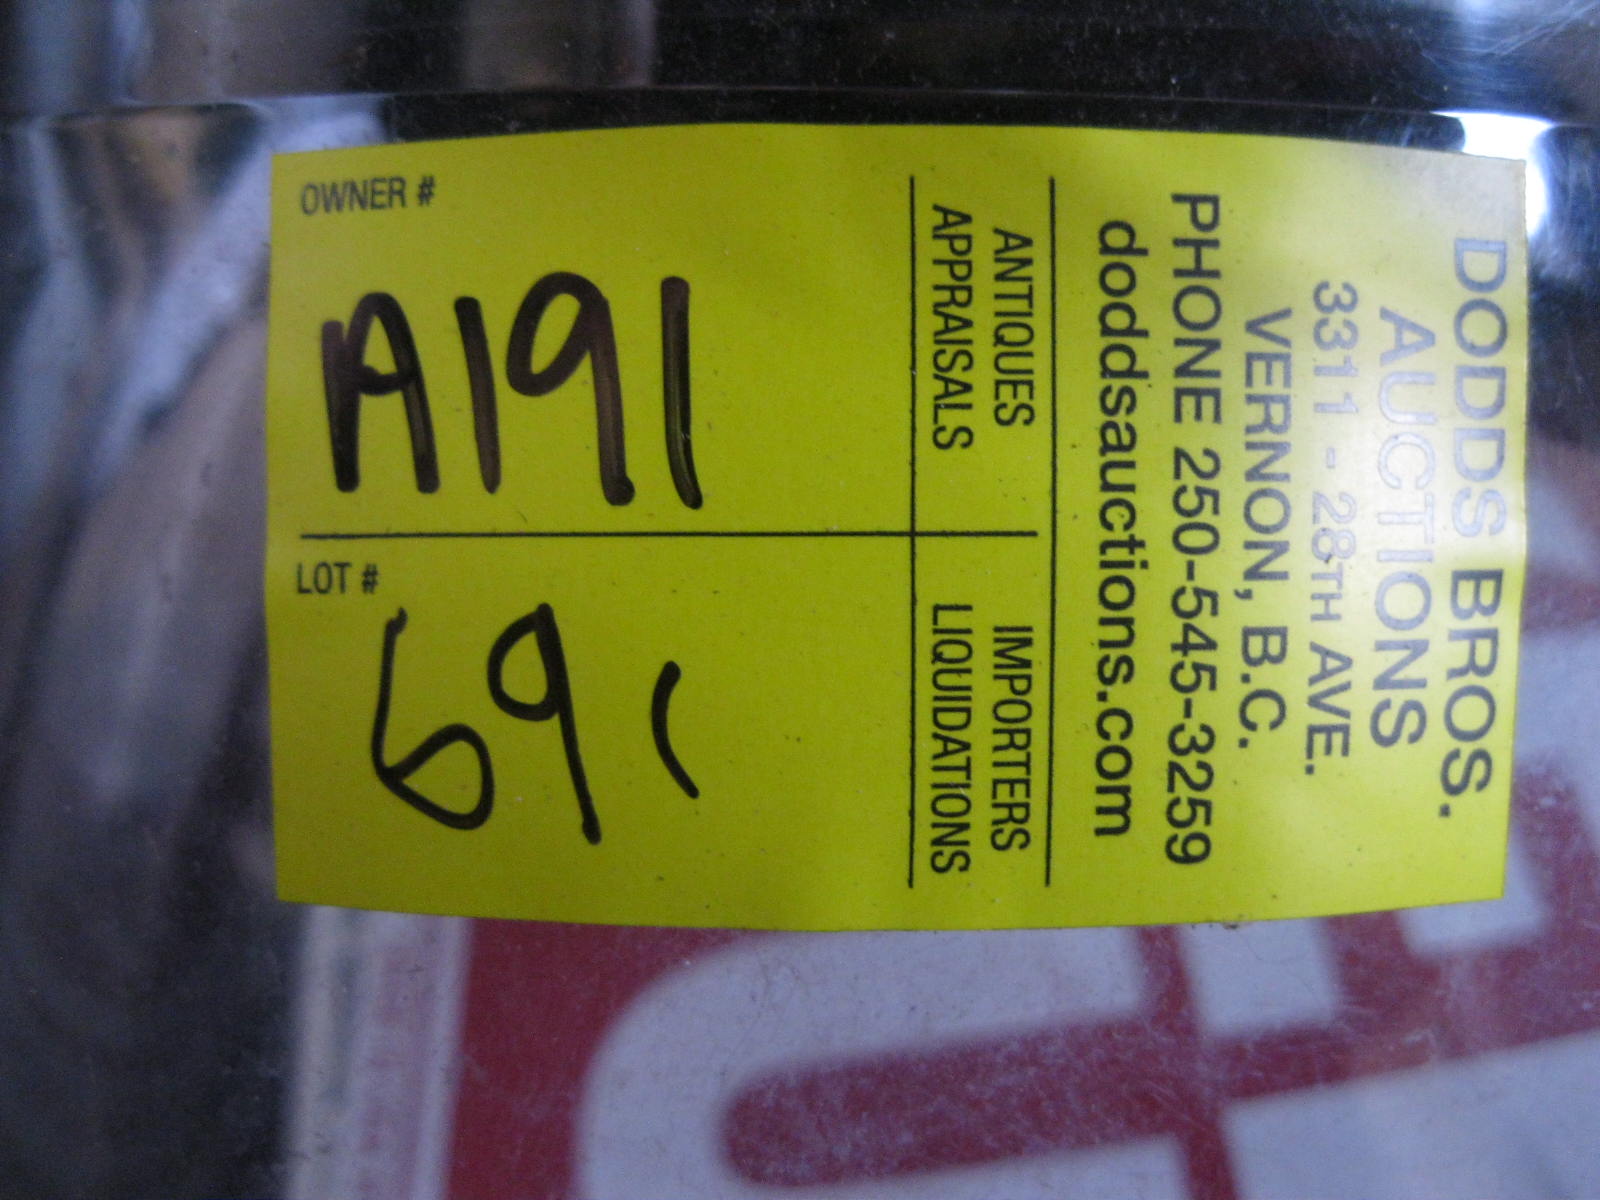 DODDS BROS.
AUCTIONS
3311 - 28TH AVE.
VERNON, B.C.
PHONE 250-545-3259
doddsauctions.com
ANTIQUES
APPRAISALS
IMPORTERS
LIQUIDATIONS
OWNER #
A191
LOT #
691